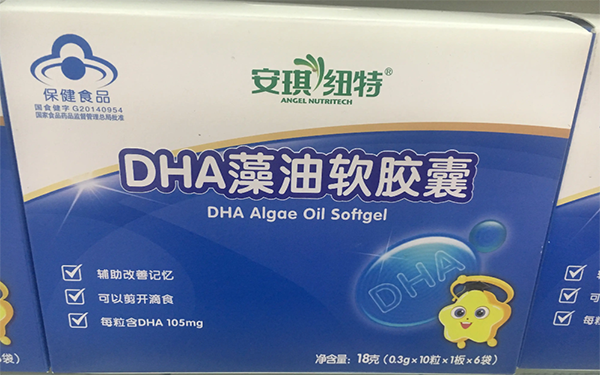 保健食品
国食健字G20140954
国家食品药品监督管理总局批准
安琪纽特®
ANGEL NUTRITECH
DHA藻油软胶囊
DHA Algae Oil Softgel
DHA
辅助改善记忆
可以剪开滴食
每粒含DHA 105mg
净含量：18克（0.3g×10粒×1板×6袋）
6袋）
可
每